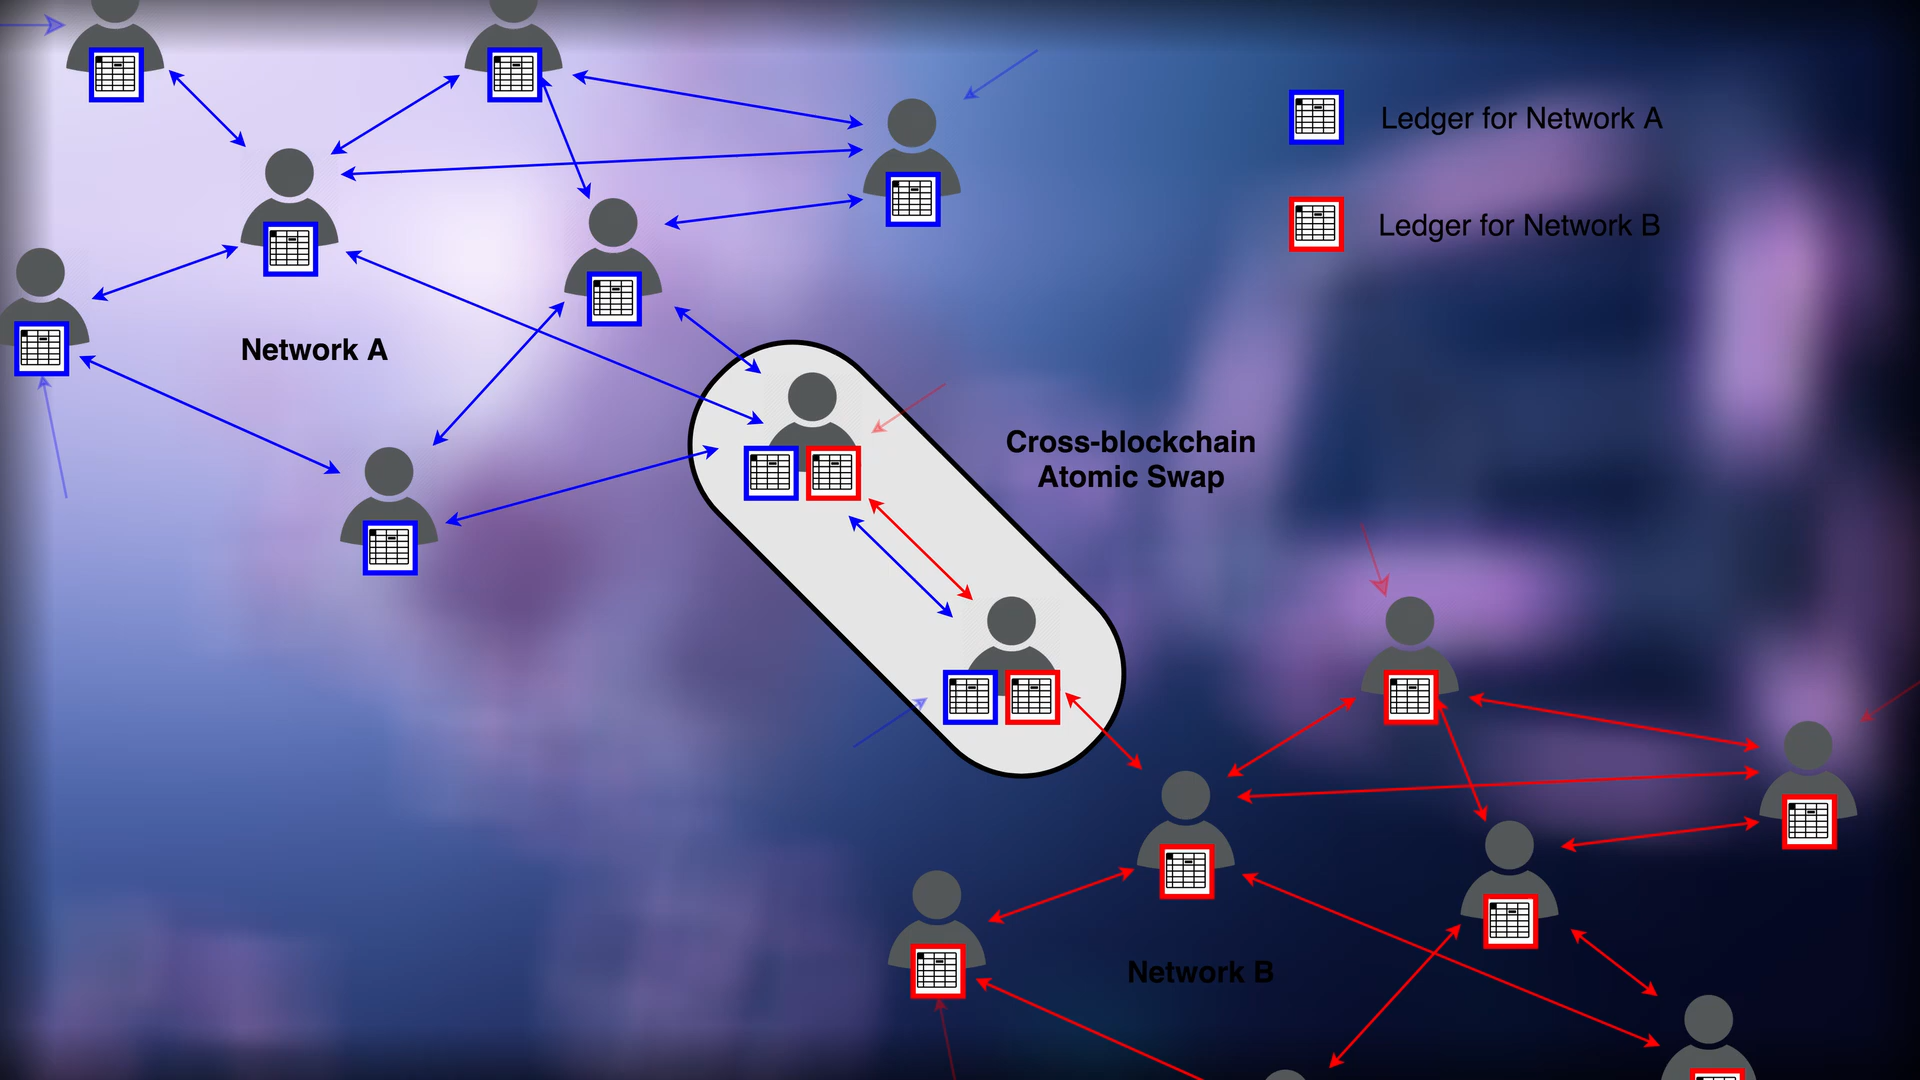 Ledger for Network A
Ledger for Network B
Network A
Cross-blockchain
Atomic Swap
Network B